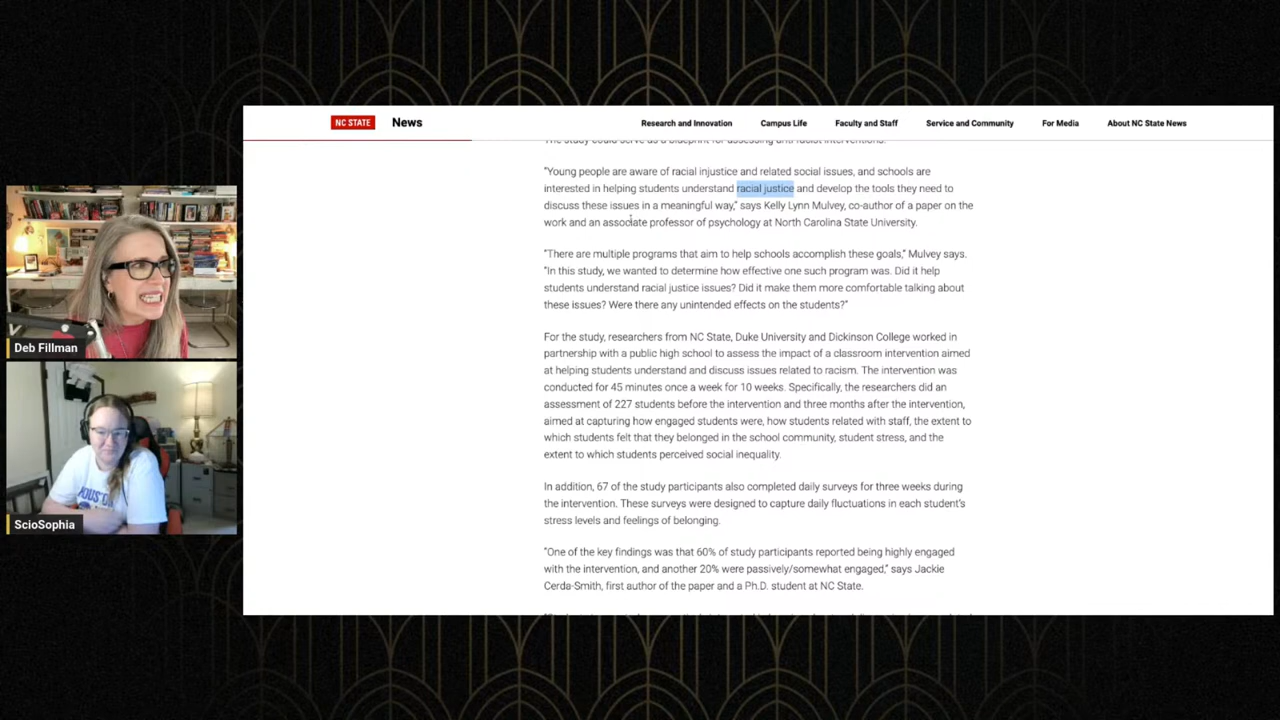 NC STATE News Research and Innovation Campus Life Faculty and Staff Service and Community For Media About NC State News
The study could serve as a blueprint for assessing anti-racist interventions.
“Young people are aware of racial injustice and related social issues, and schools are
interested in helping students understand racial justice and develop the tools they need to
discuss these issues in a meaningful way,” says Kelly Lynn Mulvey, co-author of a paper on the
work and an associate professor of psychology at North Carolina State University.
“There are multiple programs that aim to help schools accomplish these goals,” Mulvey says.
“In this study, we wanted to determine how effective one such program was. Did it help
students understand racial justice issues? Did it make them more comfortable talking about
these issues? Were there any unintended effects on the students?”
For the study, researchers from NC State, Duke University and Dickinson College worked in
partnership with a public high school to assess the impact of a classroom intervention aimed
at helping students understand and discuss issues related to racism. The intervention was
conducted for 45 minutes once a week for 10 weeks. Specifically, the researchers did an
assessment of 227 students before the intervention and three months after the intervention,
aimed at capturing how engaged students were, how students related with staff, the extent to
which students felt that they belonged in the school community, student stress, and the
extent to which students perceived social inequality.
In addition, 67 of the study participants also completed daily surveys for three weeks during
the intervention. These surveys were designed to capture daily fluctuations in each student’s
stress levels and feelings of belonging.
“One of the key findings was that 60% of study participants reported being highly engaged
with the intervention, and another 20% were passively/somewhat engaged,” says Jackie
Cerda-Smith, first author of the paper and a Ph.D. student at NC State.
Deb Fillman
ScioSophia